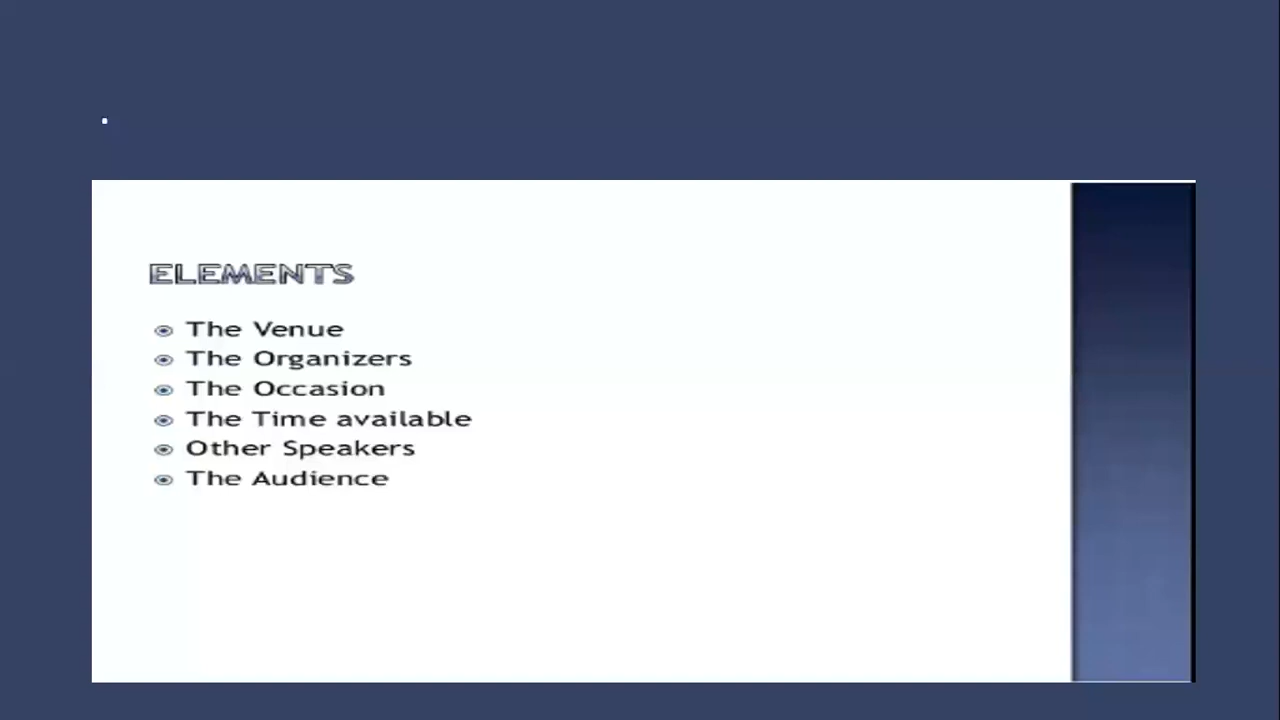 .
ELEMENTS
The Venue
The Organizers
The Occasion
The Time available
Other Speakers
The Audience